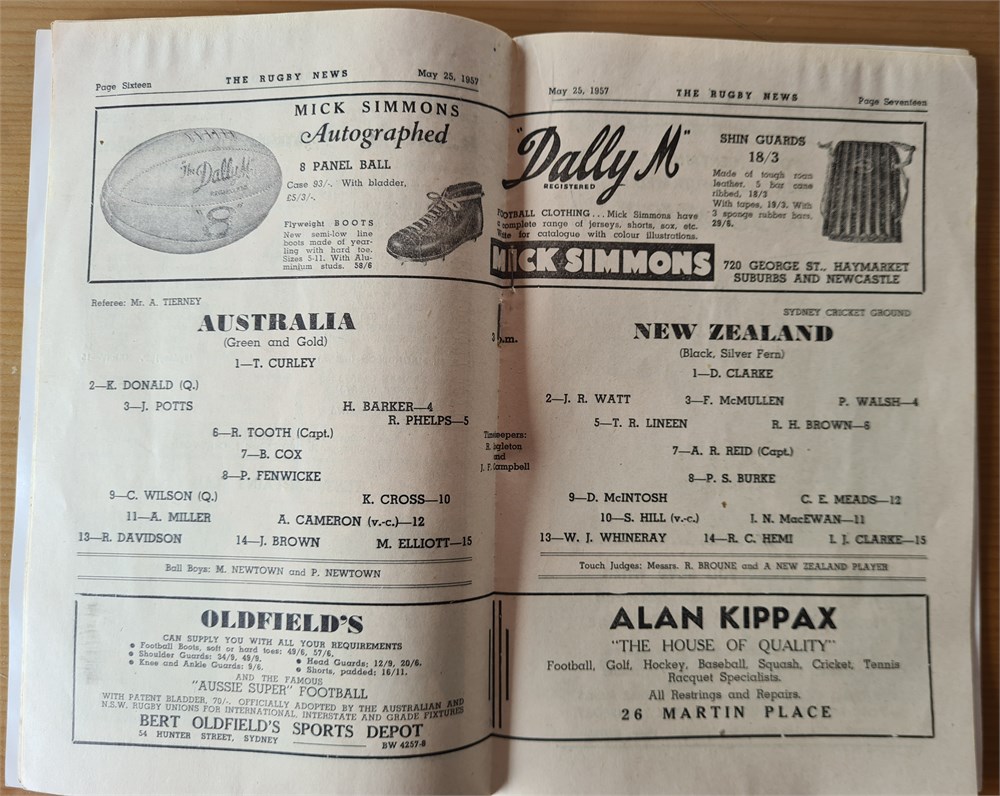 Page Sixteen THE RUGBY NEWS May 25, 1957
MICK SIMMONS
Autographed
8 PANEL BALL
Case 93/-. With bladder,
£5/3/-.
"The Dally M"
REGISTERED
"8"
Flyweight BOOTS
New semi-low line
boots made of year-
ling with hard toe.
Sizes 5-11. With Alu-
minium studs. 58/6
Referee: Mr. A. TIERNEY
AUSTRALIA
(Green and Gold)
1—T. CURLEY
2—K. DONALD (Q.)
3—J. POTTS H. BARKER—4
R. PHELPS—5
6—R. TOOTH (Capt.)
7—B. COX
8—P. FENWICKE
9—C. WILSON (Q.) K. CROSS—10
11—A. MILLER A. CAMERON (v.-c.)—12
13—R. DAVIDSON 14—J. BROWN M. ELLIOTT—15
Ball Boys: M. NEWTOWN and P. NEWTOWN
OLDFIELD'S
CAN SUPPLY YOU WITH ALL YOUR REQUIREMENTS
● Football Boots, soft or hard toes: 49/6, 57/6.
● Shoulder Guards: 34/9, 49/9.
● Knee and Ankle Guards: 9/6.
● Head Guards: 12/9, 20/6.
● Shorts, padded: 16/11.
AND THE FAMOUS
"AUSSIE SUPER" FOOTBALL
WITH PATENT BLADDER, 70/-. OFFICIALLY ADOPTED BY THE AUSTRALIAN AND
N.S.W. RUGBY UNIONS FOR INTERNATIONAL, INTERSTATE AND GRADE FIXTURES
BERT OLDFIELD'S SPORTS DEPOT
54 HUNTER STREET, SYDNEY BW 4257-8
May 25, 1957 THE RUGBY NEWS Page Seventeen
"Dally M"
REGISTERED
FOOTBALL CLOTHING . . . Mick Simmons have
a complete range of jerseys, shorts, sox, etc.
Write for catalogue with colour illustrations.
MICK SIMMONS
SHIN GUARDS
18/3
Made of tough roan
leather, 5 bar cane
ribbed, 18/3
With tapes, 19/3. With
3 sponge rubber bars,
29/6.
720 GEORGE ST., HAYMARKET
SUBURBS AND NEWCASTLE
SYDNEY CRICKET GROUND
3 p.m.
NEW ZEALAND
(Black, Silver Fern)
1—D. CLARKE
2—J. R. WATT 3—F. McMULLEN P. WALSH—4
5—T. R. LINEEN R. H. BROWN—6
7—A. R. REID (Capt.)
Timekeepers:
and
J. F. Campbell
8—P. S. BURKE
9—D. McINTOSH C. E. MEADS—12
10—S. HILL (v.-c.) I. N. MacEWAN—11
13—W. J. WHINERAY 14—R. C. HEMI I. J. CLARKE—15
Touch Judges: Messrs. R. BROUNE and A NEW ZEALAND PLAYER
ALAN KIPPAX
"THE HOUSE OF QUALITY"
Football, Golf, Hockey, Baseball, Squash, Cricket, Tennis
Racquet Specialists.
All Restrings and Repairs.
26 MARTIN PLACE